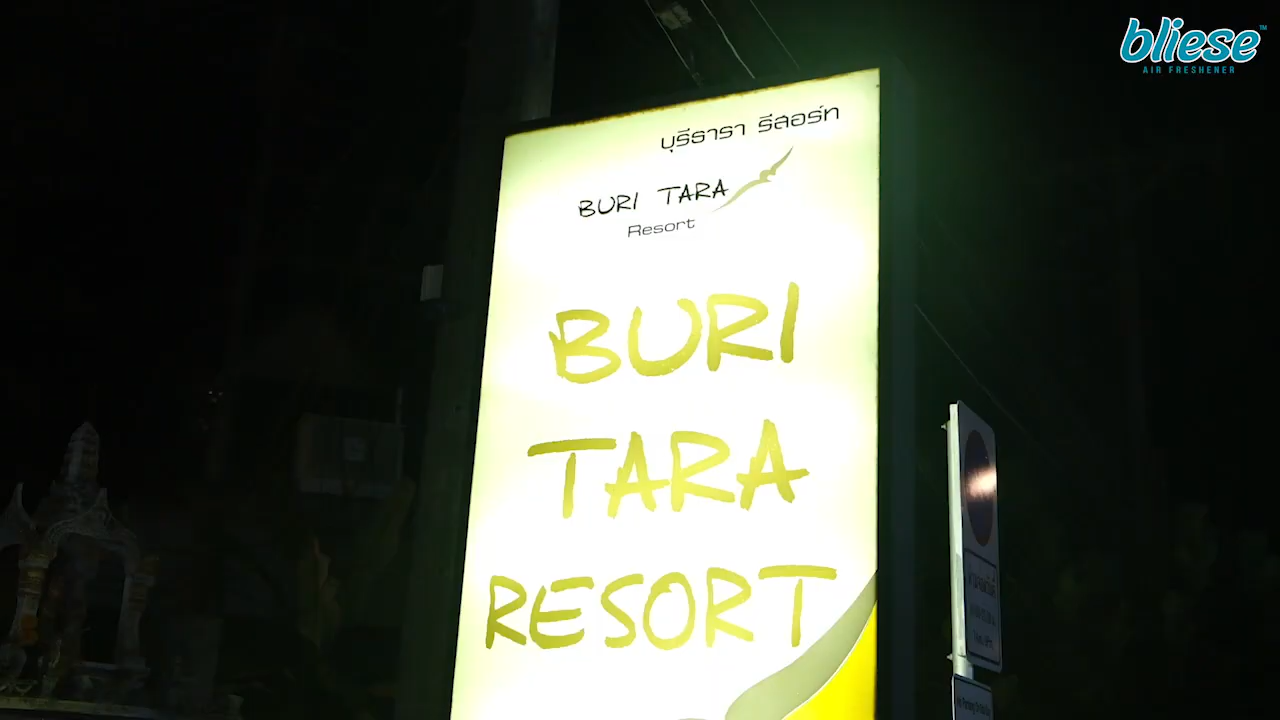 bliese™
AIR FRESHENER
บุรีธารา รีสอร์ท
BURI TARA
Resort
BURI
TARA
RESORT